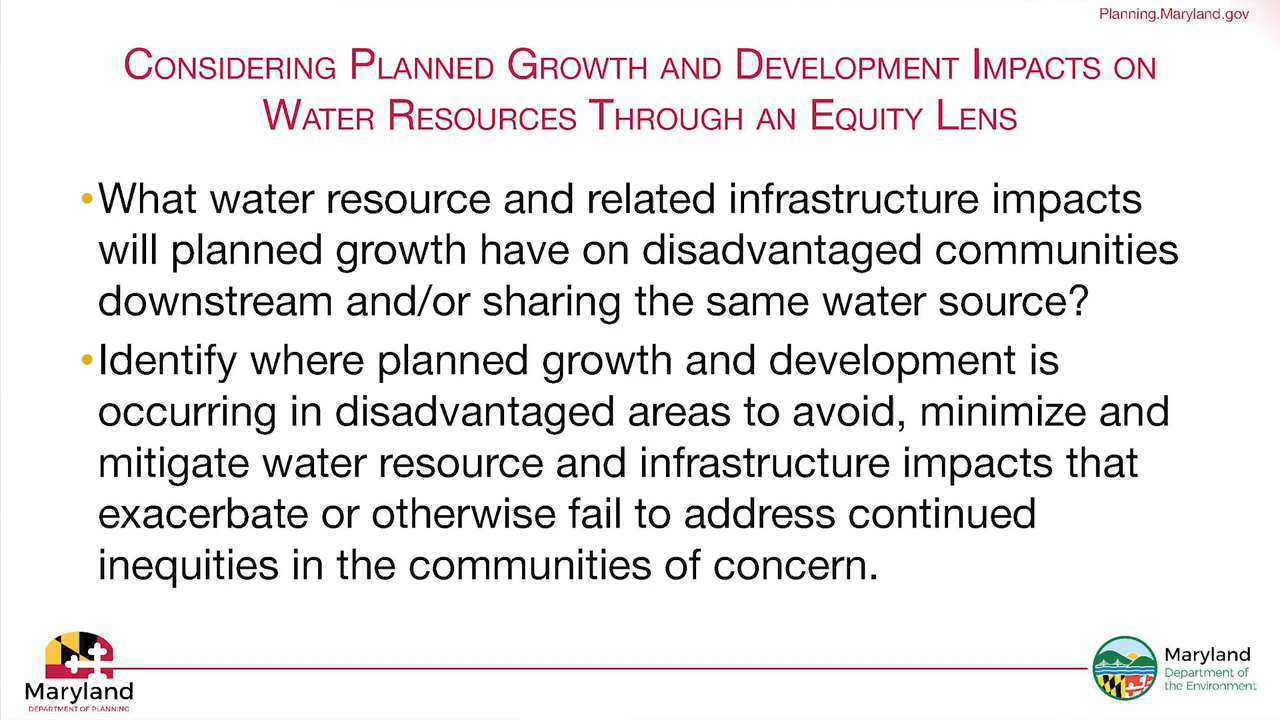 Planning.Maryland.gov
Considering Planned Growth and Development Impacts on
Water Resources Through an Equity Lens
•What water resource and related infrastructure impacts
will planned growth have on disadvantaged communities
downstream and/or sharing the same water source?
•Identify where planned growth and development is
occurring in disadvantaged areas to avoid, minimize and
mitigate water resource and infrastructure impacts that
exacerbate or otherwise fail to address continued
inequities in the communities of concern.
Maryland
DEPARTMENT OF PLANNING
Maryland
Department of
the Environment